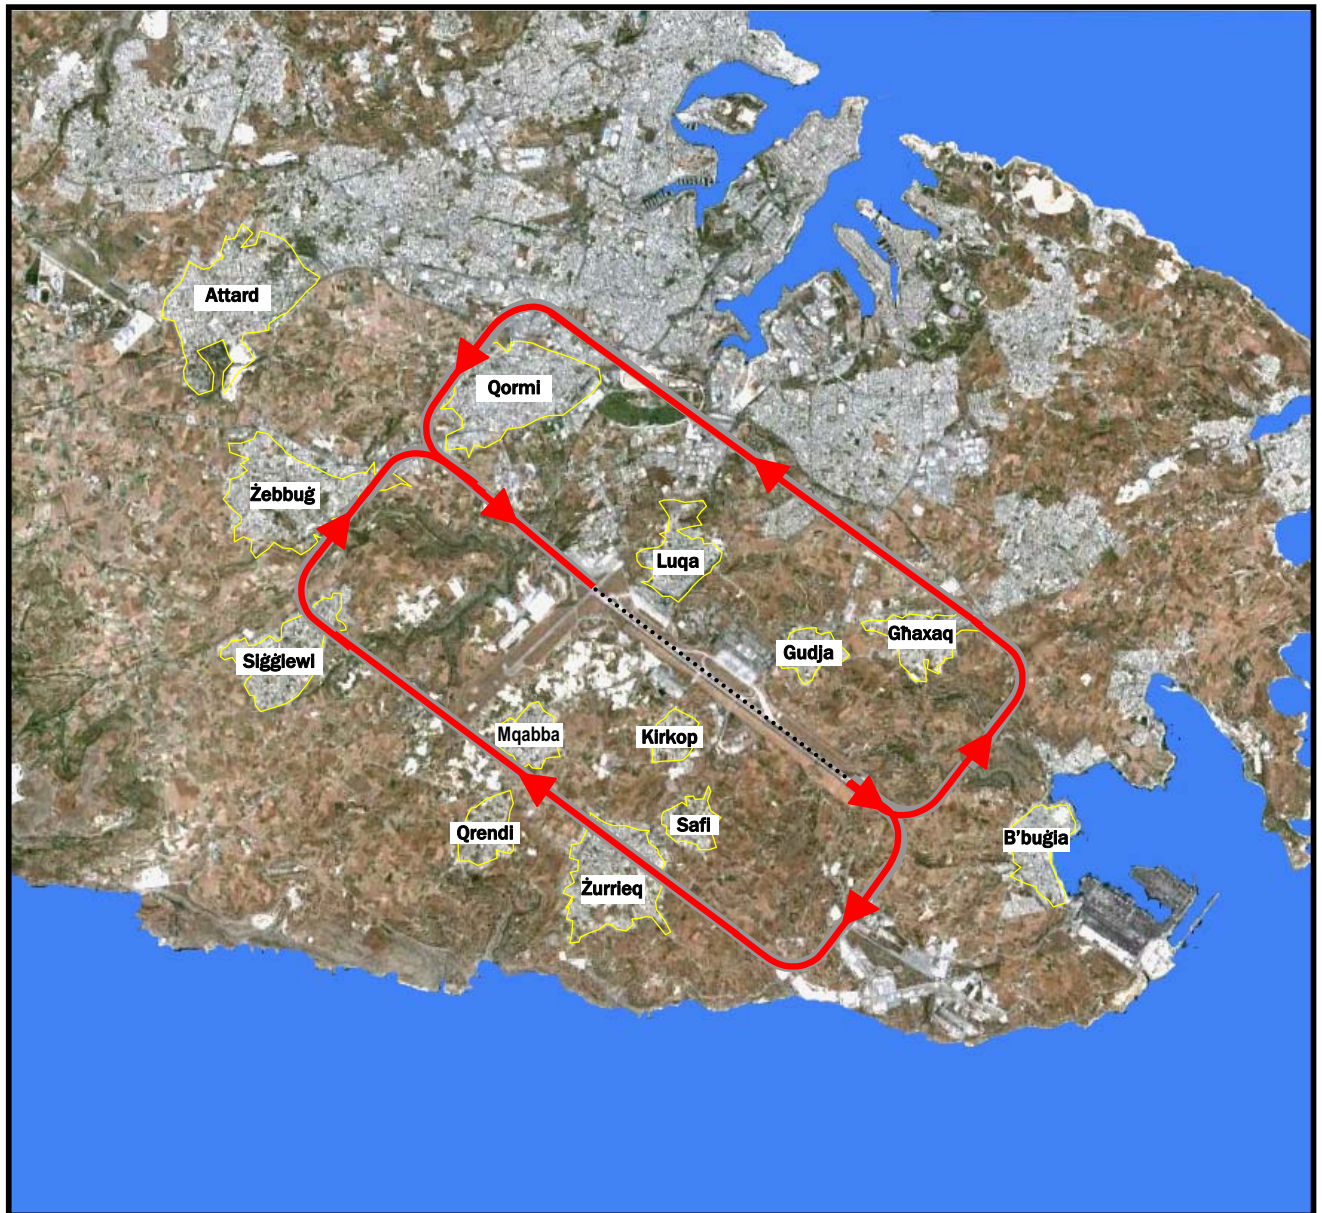 Attard
Qormi
Żebbuġ
Luqa
Għaxaq
Gudja
Siġġiewi
Mqabba
Kirkop
Safi
Qrendi
B'buġia
Żurrieq